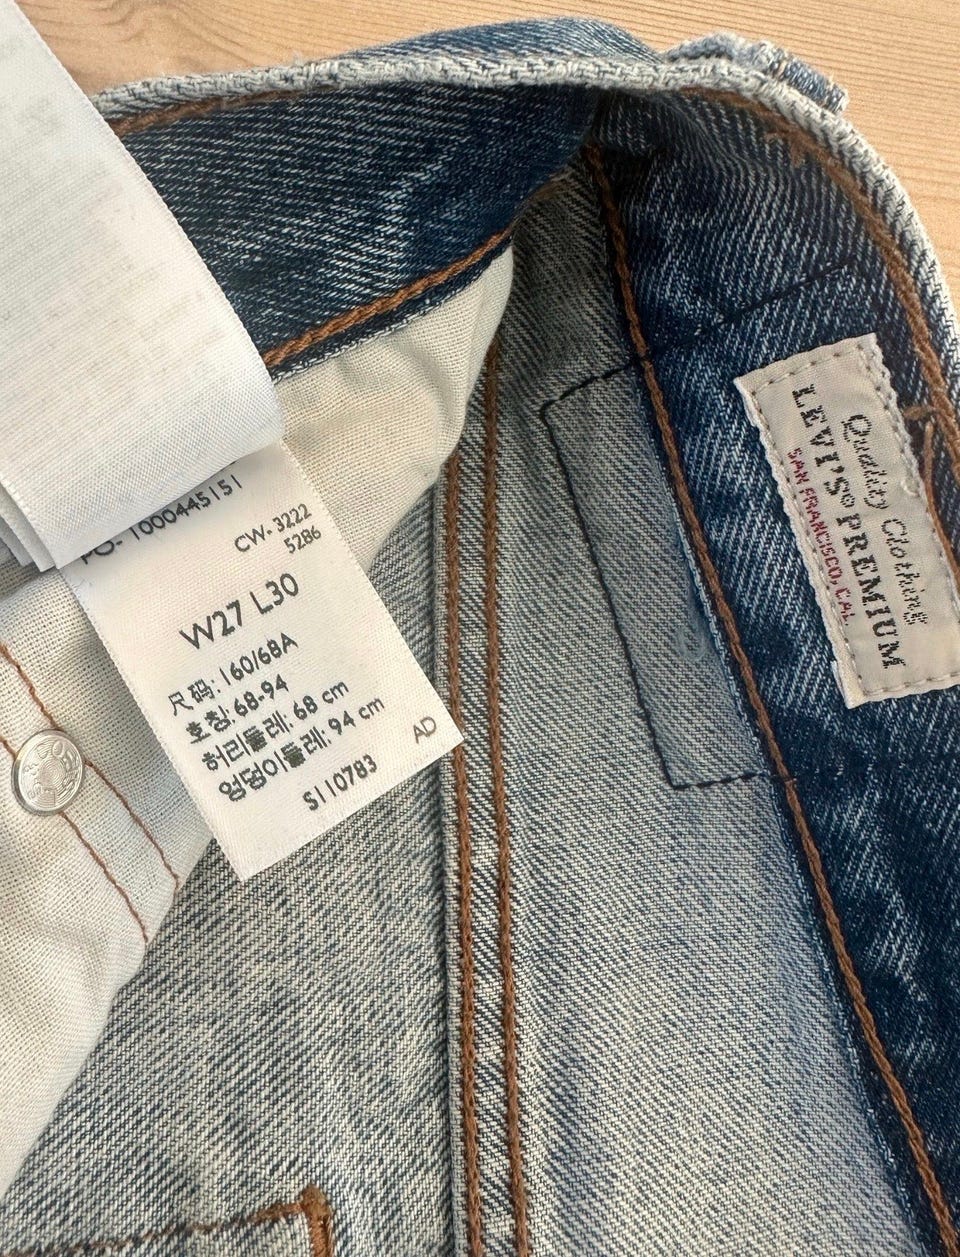 PO- 1000445151
CW- 3222
5286
W27 L30
尺码: 160/68A
호칭: 68-94
허리둘레: 68 cm
엉덩이둘레: 94 cm
AD
S110783
Quality Clothing
LEVI'S® PREMIUM
SAN FRANCISCO, CAL